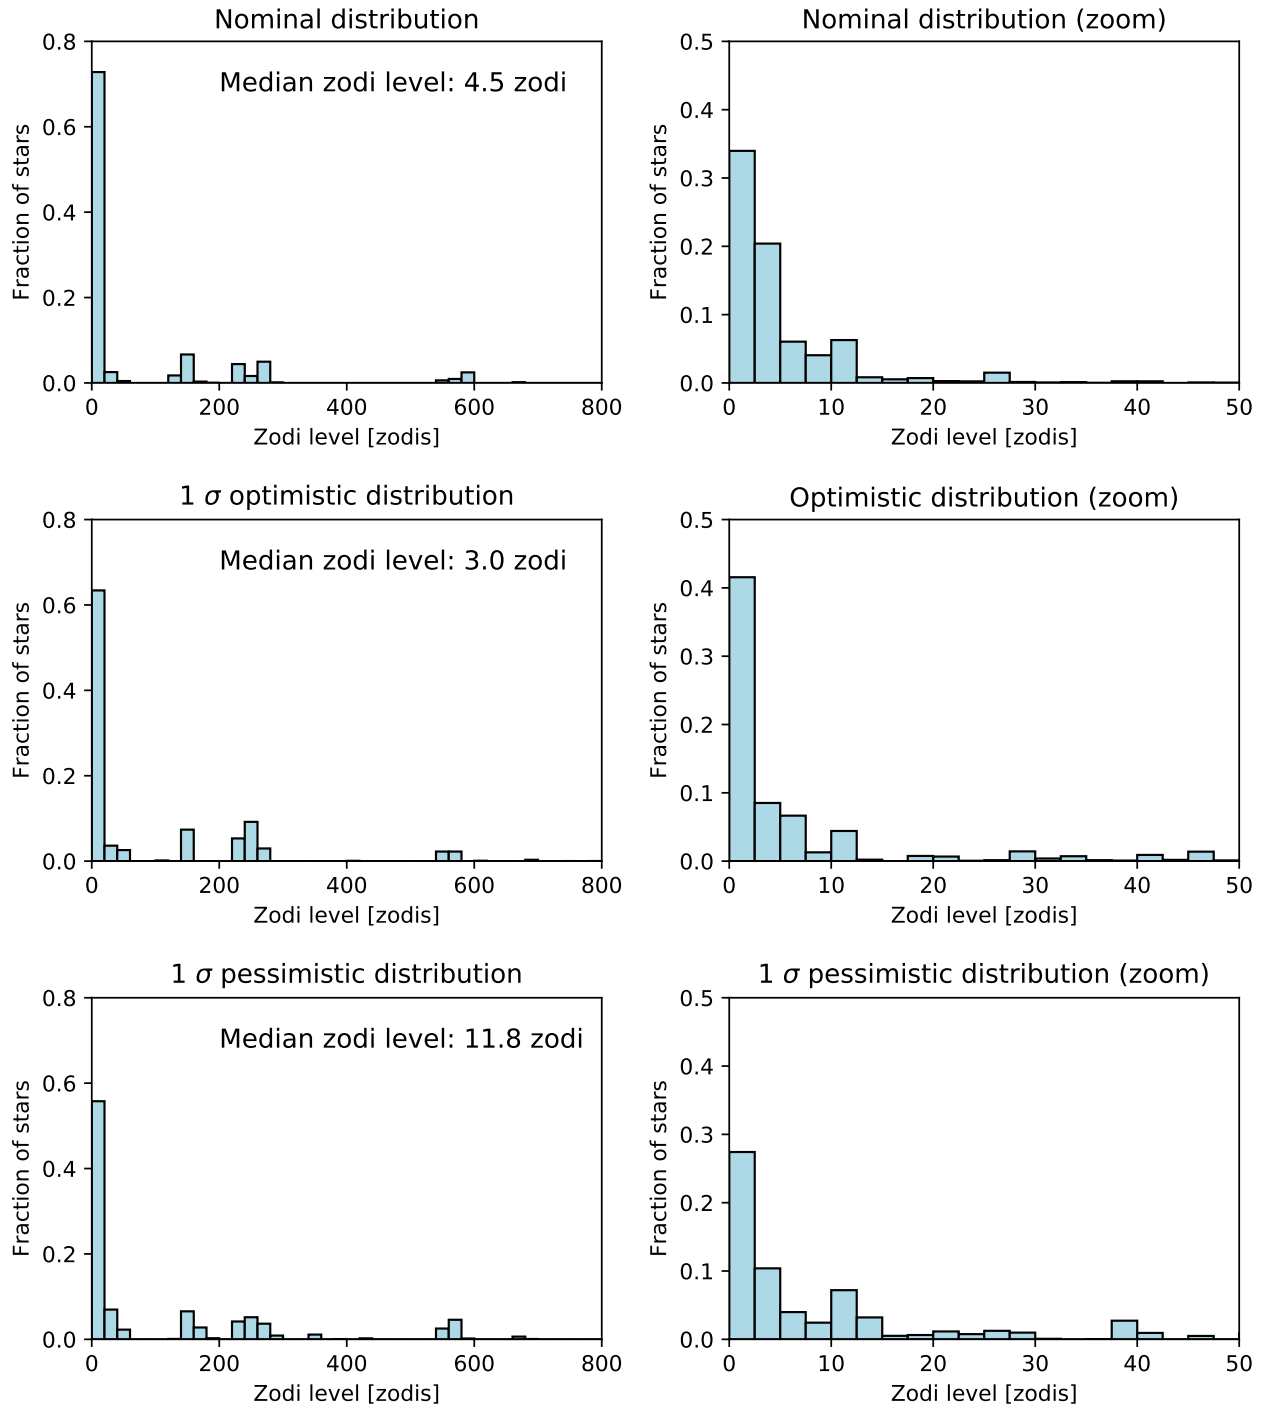 Nominal distribution
Median zodi level: 4.5 zodi
Fraction of stars
0.8
0.6
0.4
0.2
0.0
0 200 400 600 800
Zodi level [zodis]
Nominal distribution (zoom)
Fraction of stars
0.5
0.4
0.3
0.2
0.1
0.0
0 10 20 30 40 50
Zodi level [zodis]
1 σ optimistic distribution
Median zodi level: 3.0 zodi
Fraction of stars
0.8
0.6
0.4
0.2
0.0
0 200 400 600 800
Zodi level [zodis]
Optimistic distribution (zoom)
Fraction of stars
0.5
0.4
0.3
0.2
0.1
0.0
0 10 20 30 40 50
Zodi level [zodis]
1 σ pessimistic distribution
Median zodi level: 11.8 zodi
Fraction of stars
0.8
0.6
0.4
0.2
0.0
0 200 400 600 800
Zodi level [zodis]
1 σ pessimistic distribution (zoom)
Fraction of stars
0.5
0.4
0.3
0.2
0.1
0.0
0 10 20 30 40 50
Zodi level [zodis]